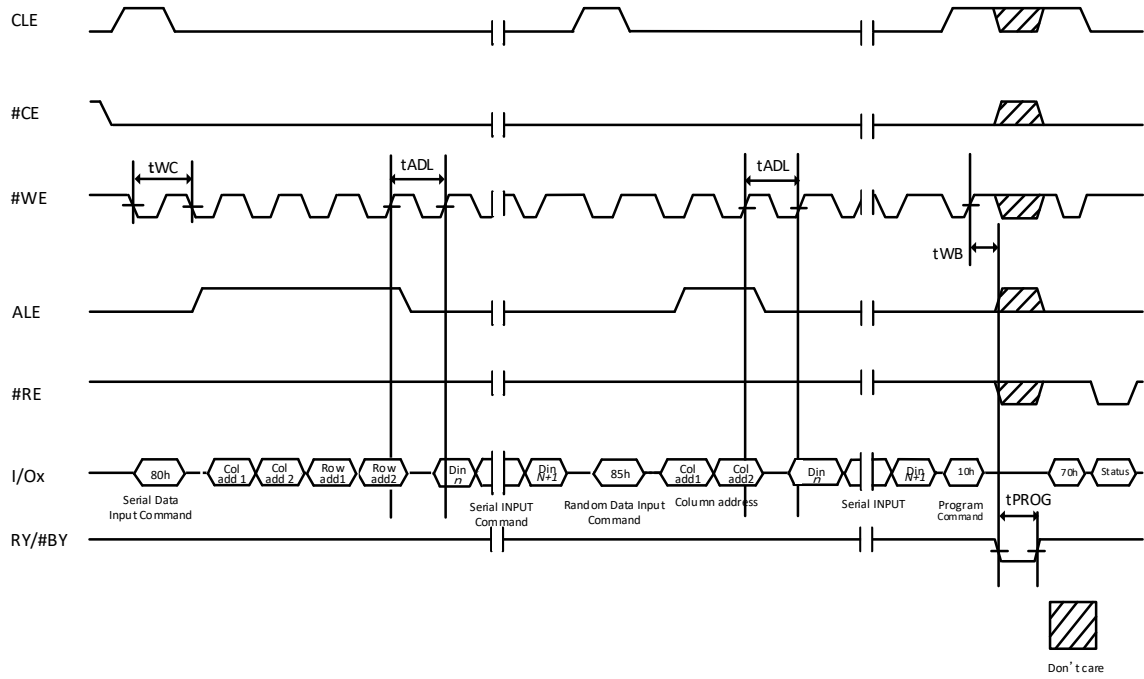 CLE
#CE
tWC
tADL
tADL
#WE
tWB
ALE
#RE
I/Ox
80h
Col
add 1
Col
add 2
Row
add1
Row
add2
Din
n
Din
N+1
85h
Col
add1
Col
add2
Din
n
Din
N+1
10h
70h
Status
Serial Data
Input Command
Serial INPUT
Command
Random Data Input
Command
Column address
Serial INPUT
Program
Command
tPROG
RY/#BY
Don't care